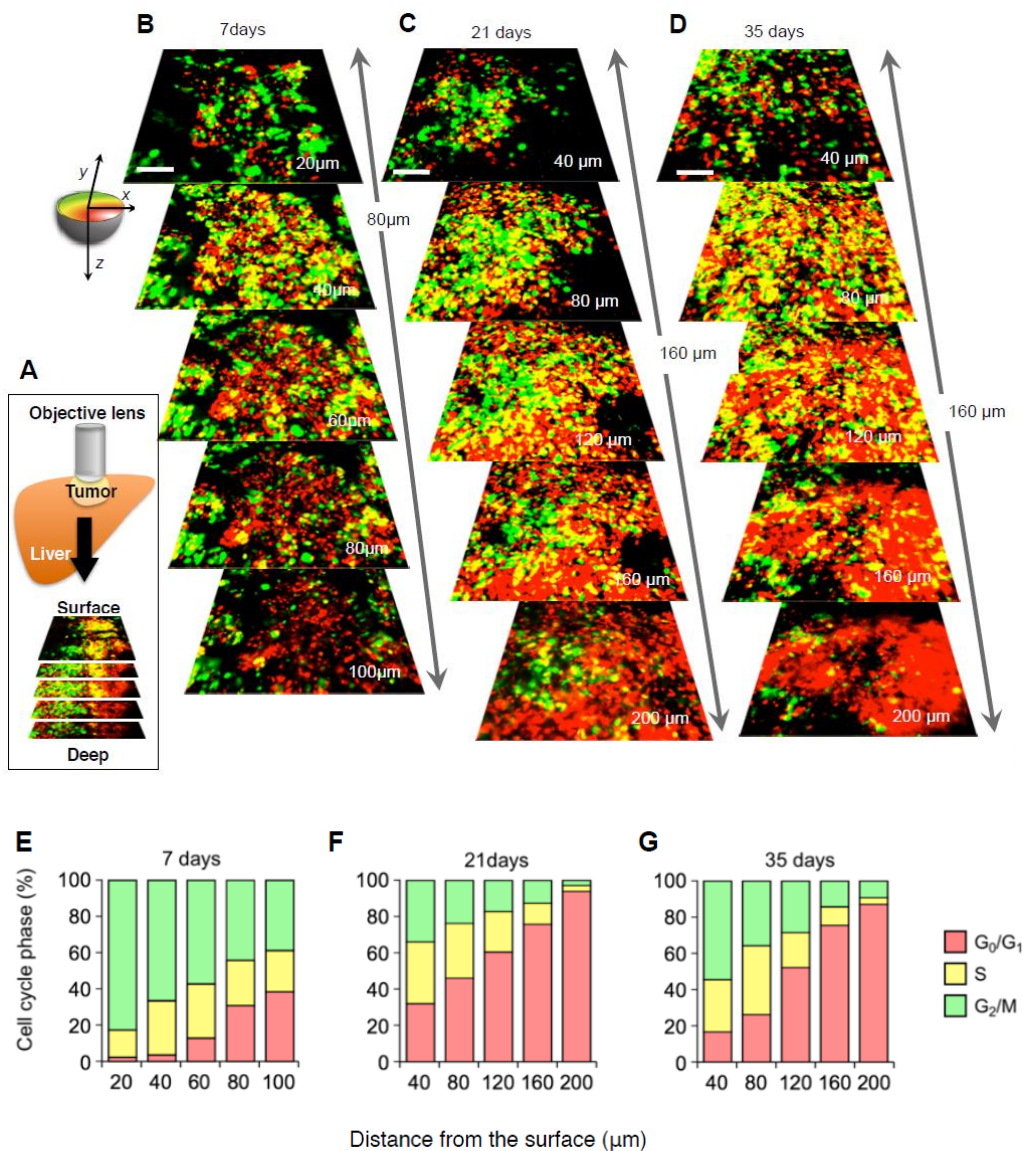 B
7days
20µm
40µm
60µm
80µm
100µm
80µm
C
21 days
40 µm
80 µm
120 µm
160 µm
200 µm
160 µm
D
35 days
40 µm
80 µm
120 µm
160 µm
200 µm
160 µm
y
x
z
A
Objective lens
Tumor
Liver
Surface
Deep
E
7 days
Cell cycle phase (%)
100
80
60
40
20
0
20 40 60 80 100
F
21days
100
80
60
40
20
0
40 80 120 160 200
G
35 days
100
80
60
40
20
0
40 80 120 160 200
G0/G1
S
G2/M
Distance from the surface (µm)